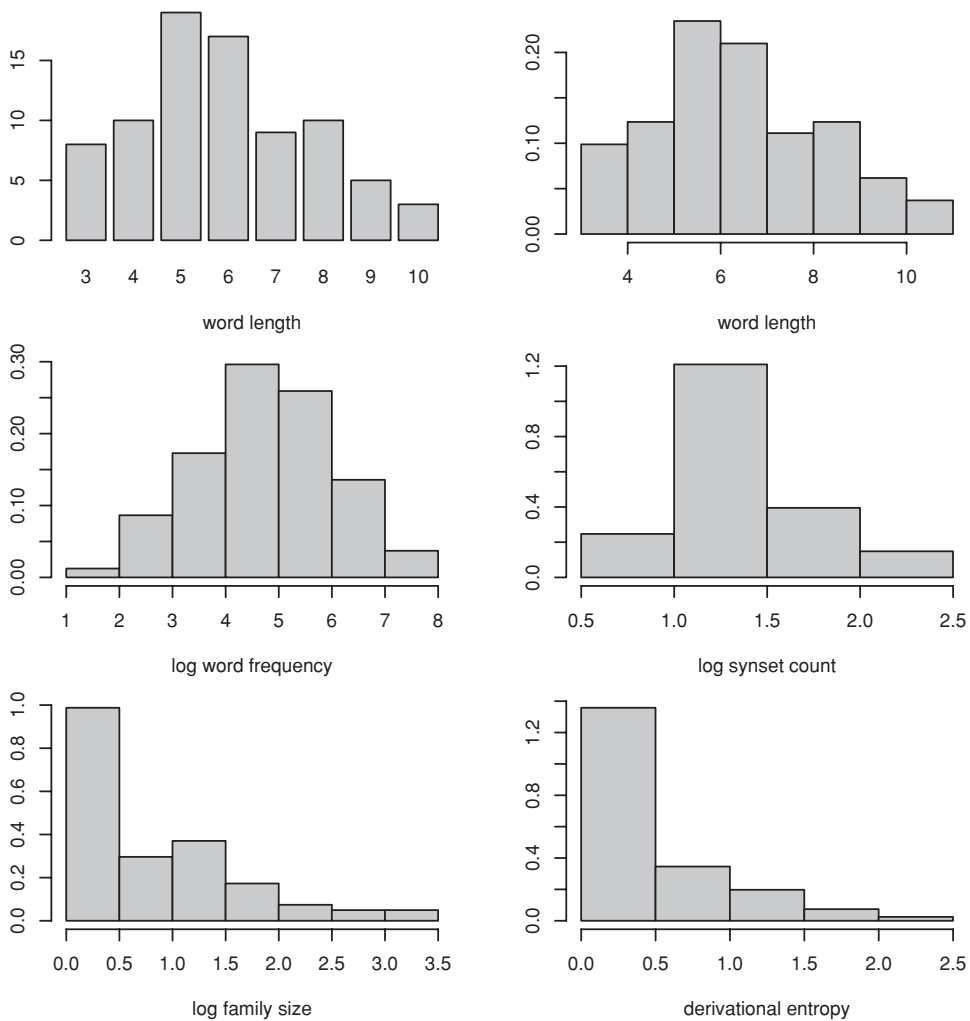 0 5 10 15
3 4 5 6 7 8 9 10
word length
0.00 0.10 0.20
4 6 8 10
word length
0.00 0.10 0.20 0.30
1 2 3 4 5 6 7 8
log word frequency
0.0 0.4 0.8 1.2
0.5 1.0 1.5 2.0 2.5
log synset count
0.0 0.2 0.4 0.6 0.8 1.0
0.0 0.5 1.0 1.5 2.0 2.5 3.0 3.5
log family size
0.0 0.4 0.8 1.2
0.0 0.5 1.0 1.5 2.0 2.5
derivational entropy